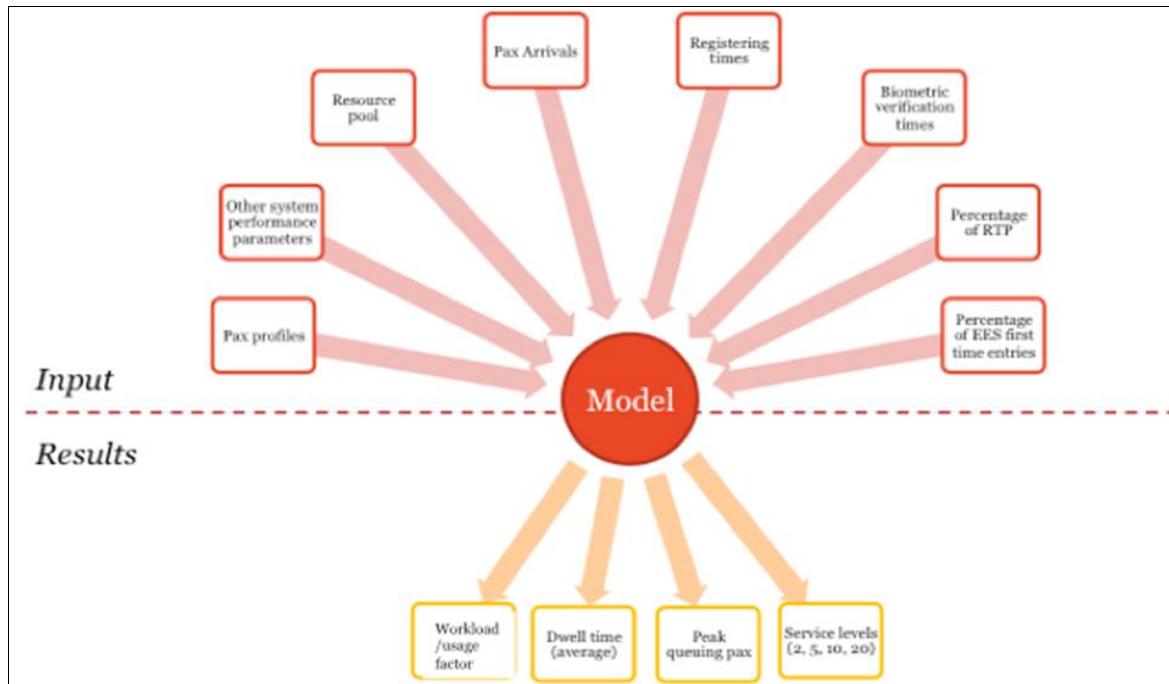 Pax Arrivals
Registering
times
Resource
pool
Biometric
verification
times
Other system
performance
parameters
Percentage
of RTP
Pax profiles
Percentage
of EES first
time entries
Input
Model
Results
Workload
/usage
factor
Dwell time
(average)
Peak
queuing pax
Service levels
(2, 5, 10, 20)